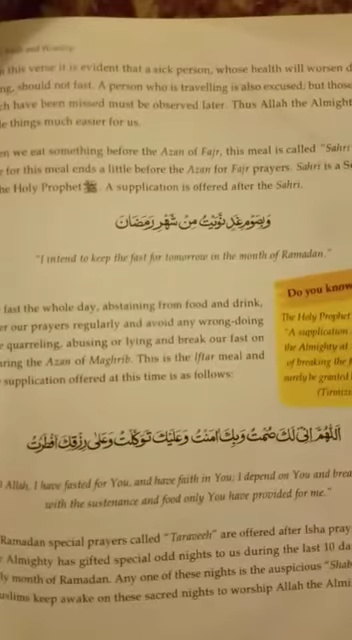 and Worship
this verse it is evident that a sick person, whose health will worsen d
ng, should not fast. A person who is travelling is also excused; but those
ch have been missed must be observed later. Thus Allah the Almight
le things much easier for us.
en we eat something before the Azan of Fajr, this meal is called "Sahri
e for this meal ends a little before the Azan for Fajr prayers. Sahri is a Su
he Holy Prophet ﷺ. A supplication is offered after the Sahri.
وَبِصَوْمِ غَدٍ نَّوَيْتُ مِنْ شَهْرِ رَمَضَانَ
"I intend to keep the fast for tomorrow in the mouth of Ramadan."
fast the whole day, abstaining from food and drink,
er our prayers regularly and avoid any wrong-doing
e quarreling, abusing or lying and break our fast on
uring the Azan of Maghrib. This is the Iftar meal and
supplication offered at this time is as follows:
Do you know
The Holy Prophet
"A supplication
the Almighty at
of breaking the f
surely be granted
(Tirmizi
اَللّٰهُمَّ اِنِّیْ لَكَ صُمْتُ وَبِكَ اٰمَنْتُ وَعَلَيْكَ تَوَكَّلْتُ وَعَلٰی رِزْقِكَ اَفْطَرْتُ
Allah, I have fasted for You, and have faith in You; I depend on You and brea
with the sustenance and food only You have provided for me."
Ramadan special prayers called "Taraveeh" are offered after Isha pray
Almighty has gifted special odd nights to us during the last 10 da
ly month of Ramadan. Any one of these nights is the auspicious "Shab
uslims keep awake on these sacred nights to worship Allah the Almi